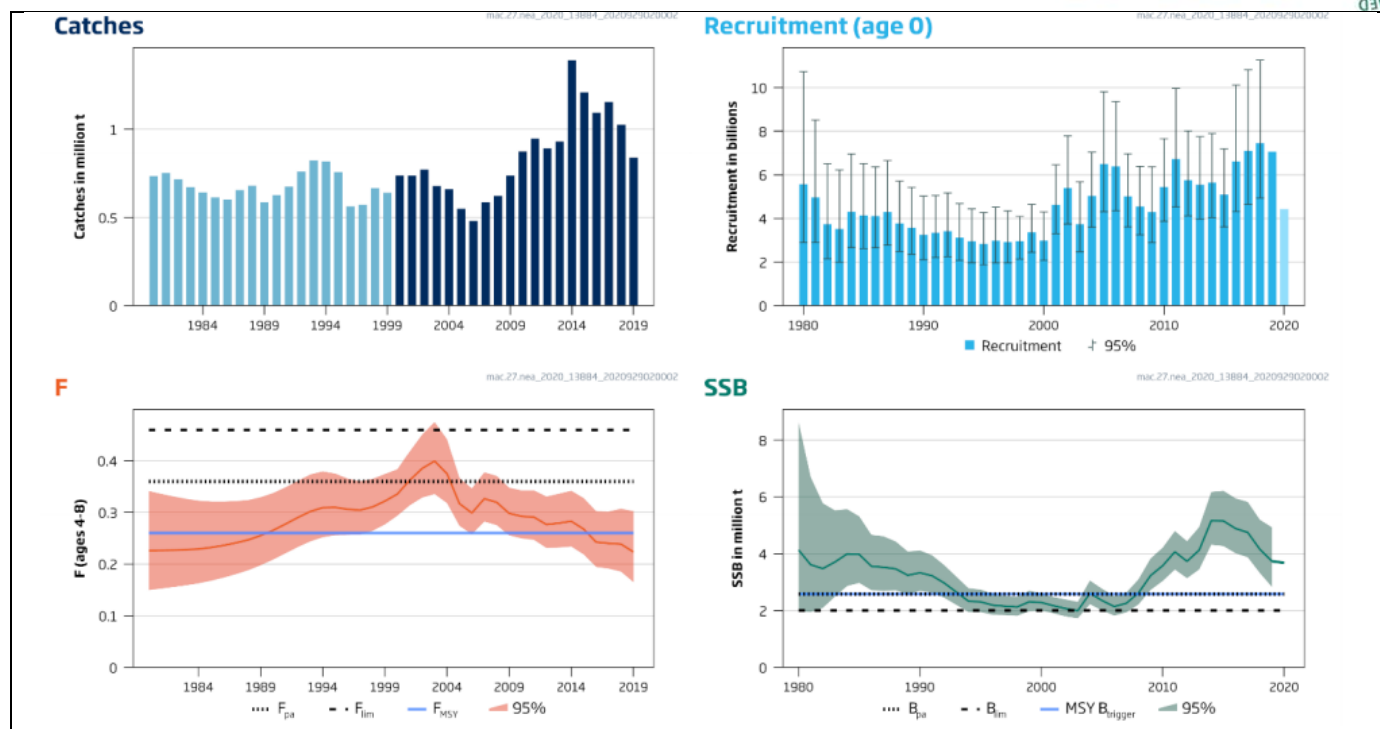 mac.27.nea_2020_13884_2020929020002
Catches
Catches in million t
1
0.5
0
1984 1989 1994 1999 2004 2009 2014 2019
mac.27.nea_2020_13884_2020929020002
Recruitment (age 0)
Recruitment in billions
10
8
6
4
2
0
1980 1990 2000 2010 2020
Recruitment 95%
mac.27.nea_2020_13884_2020929020002
F
F (ages 4-8)
0.4
0.3
0.2
0.1
0
1984 1989 1994 1999 2004 2009 2014 2019
Fpa Flim FMSY 95%
mac.27.nea_2020_13884_2020929020002
SSB
SSB in million t
8
6
4
2
0
1980 1990 2000 2010 2020
Bpa Blim MSY Btrigger 95%